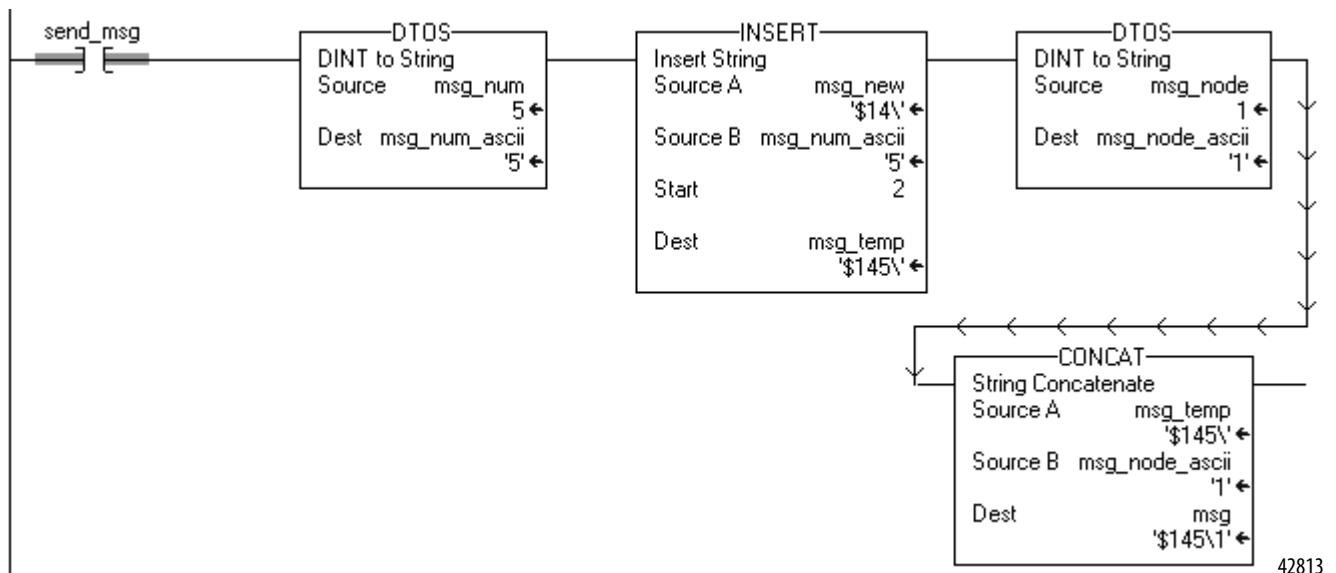 send_msg
DTOS
DINT to String
Source msg_num
5
Dest msg_num_ascii
'5'
INSERT
Insert String
Source A msg_new
'$14\'
Source B msg_num_ascii
'5'
Start 2
Dest msg_temp
'$145\'
DTOS
DINT to String
Source msg_node
1
Dest msg_node_ascii
'1'
CONCAT
String Concatenate
Source A msg_temp
'$145\'
Source B msg_node_ascii
'1'
Dest msg
'$145\1'
42813